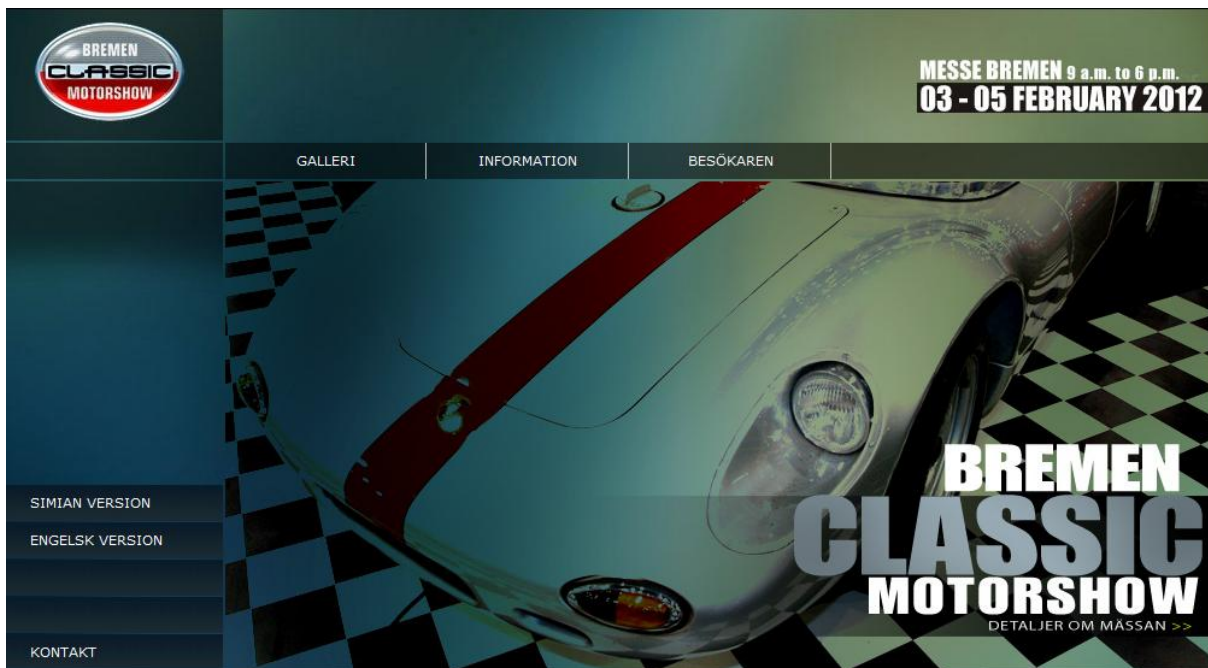 BREMEN
CLASSIC
MOTORSHOW
MESSE BREMEN 9 a.m. to 6 p.m.
03 - 05 FEBRUARY 2012
GALLERI
INFORMATION
BESÖKAREN
SIMIAN VERSION
ENGELSK VERSION
KONTAKT
BREMEN
CLASSIC
MOTORSHOW
DETALJER OM MÄSSAN >>